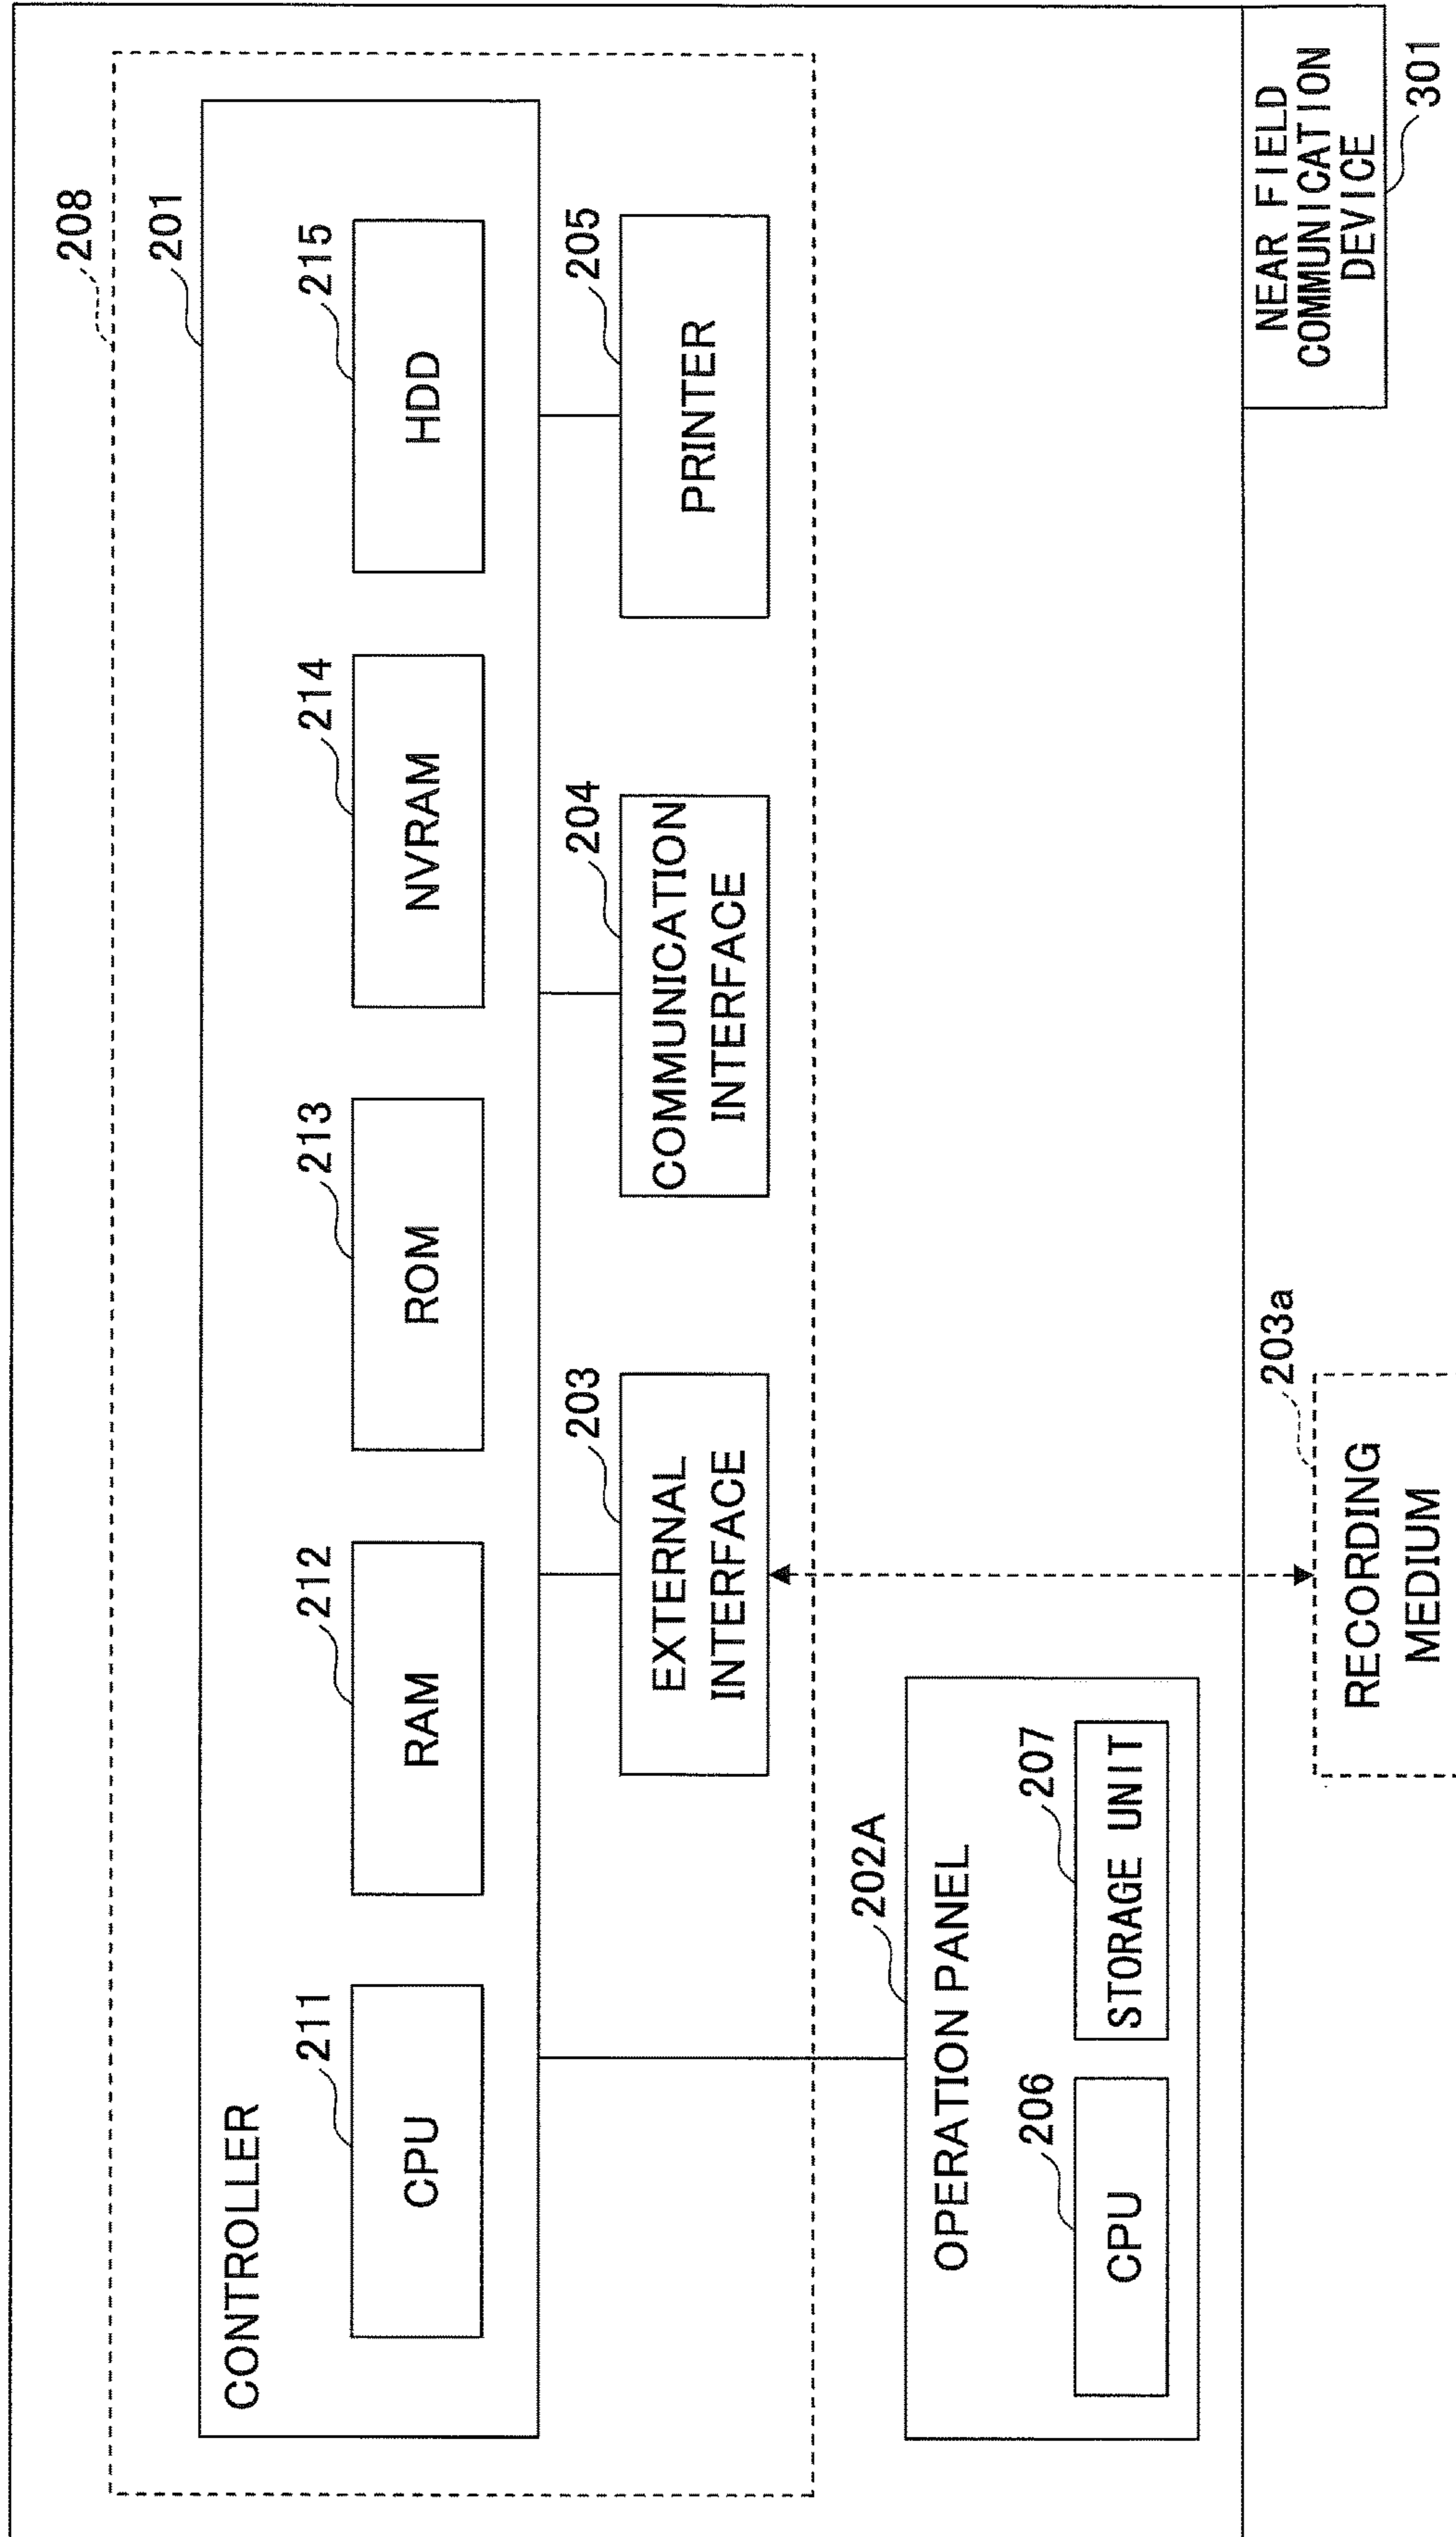 208
201
CONTROLLER
211
CPU
212
RAM
213
ROM
214
NVRAM
215
HDD
203
EXTERNAL
INTERFACE
204
COMMUNICATION
INTERFACE
205
PRINTER
202A
OPERATION PANEL
206
CPU
207
STORAGE UNIT
203a
RECORDING
MEDIUM
NEAR FIELD
COMMUNICATION
DEVICE
301